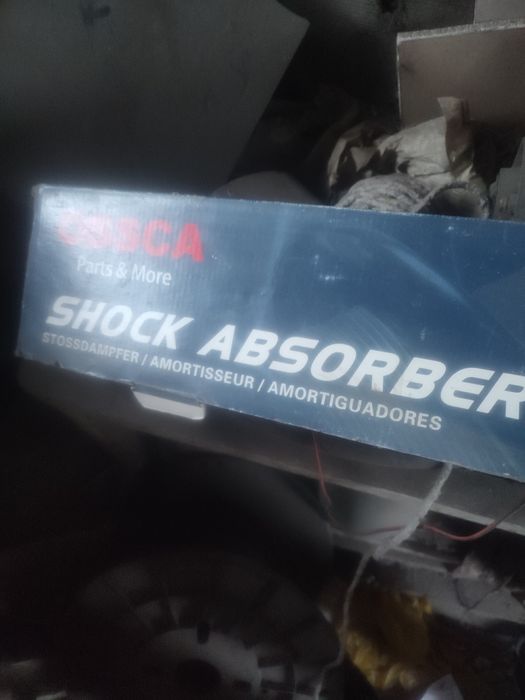 Parts & More
SHOCK ABSORBER
STOSSDAMPFER / AMORTISSEUR / AMORTIGUADORES